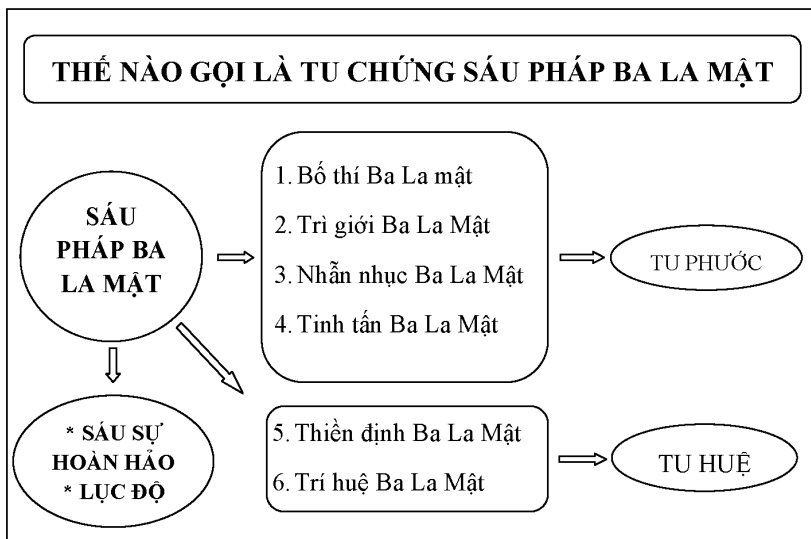 THẾ NÀO GỌI LÀ TU CHỨNG SÁU PHÁP BA LA MẬT
SÁU
PHÁP BA
LA MẬT
1. Bố thí Ba La mật
2. Trì giới Ba La Mật
3. Nhẫn nhục Ba La Mật
4. Tinh tấn Ba La Mật
TU PHƯỚC
* SÁU SỰ
HOÀN HẢO
* LỤC ĐỘ
5. Thiền định Ba La Mật
6. Trí huệ Ba La Mật
TU HUỆ